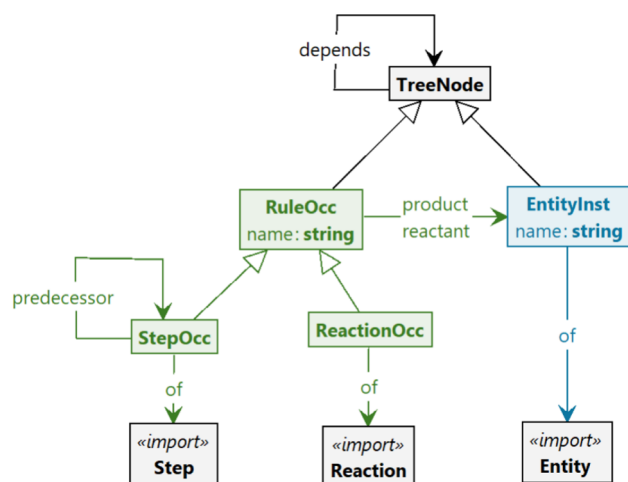 depends
TreeNode
RuleOcc
name: string
product
reactant
EntityInst
name: string
predecessor
StepOcc
ReactionOcc
of
of
of
«import»
Step
«import»
Reaction
«import»
Entity